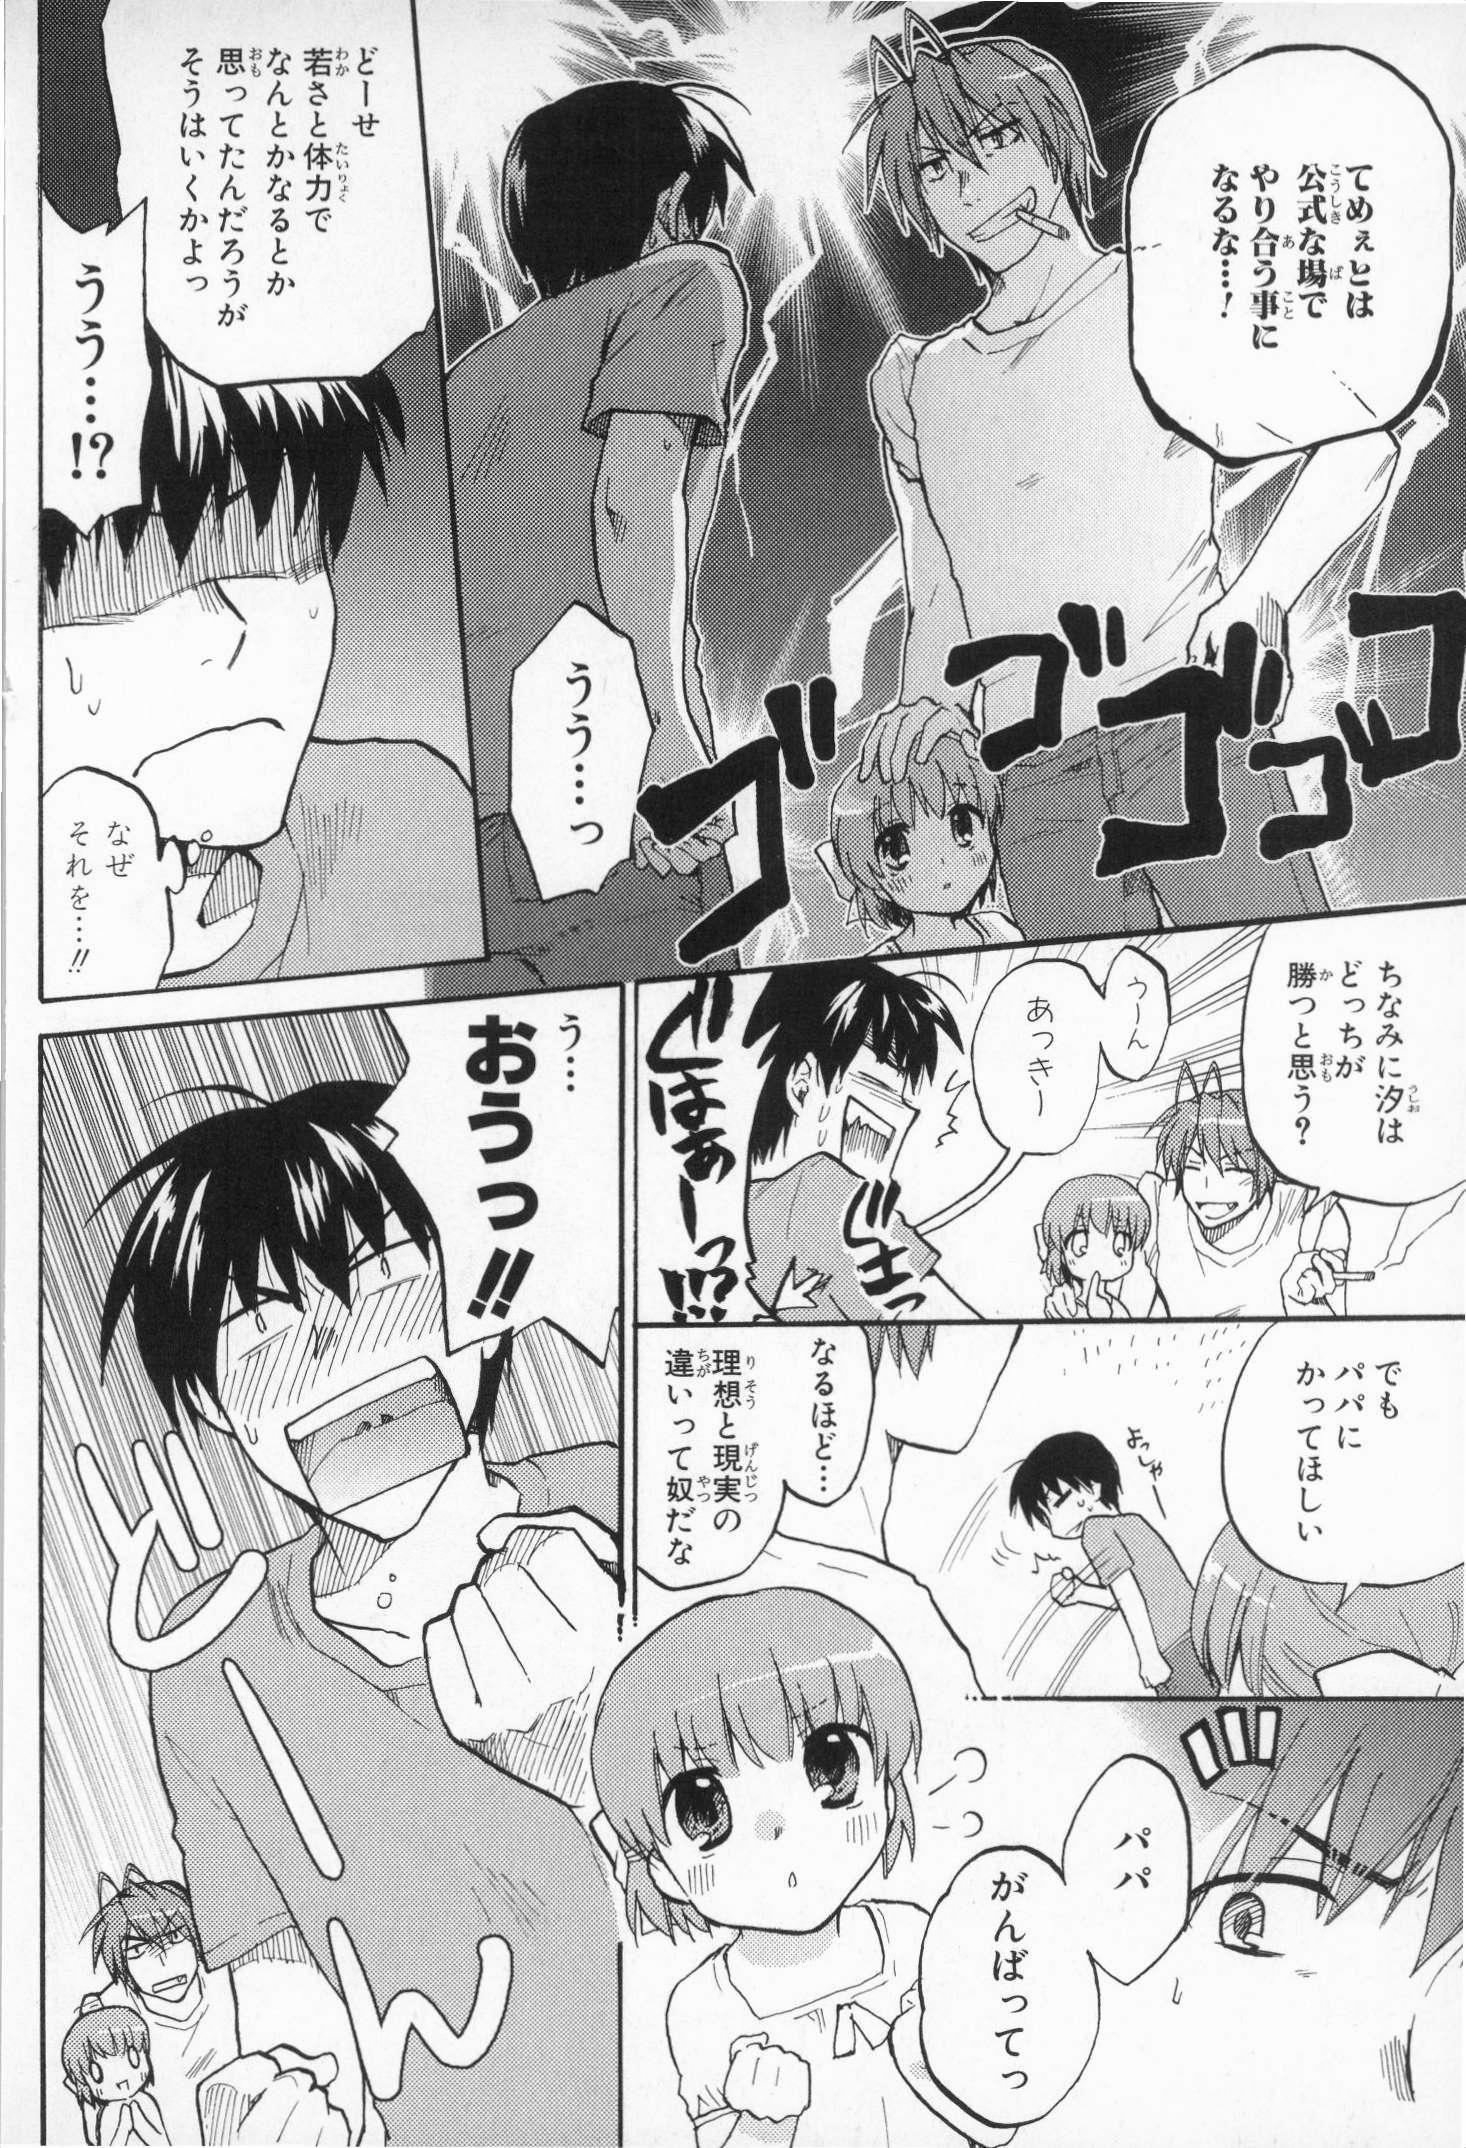 てめぇとは
公式な場で
やり合う事に
なるな…!
ゴゴゴゴゴ
うう…っ
どーせ
若さと体力で
なんとかなるとか
思ってたんだろうが
そうはいくかよっ
うう…!?
なぜ
それを…!!
ちなみに汐は
どっちが
勝つと思う?
うーん
あっきー
どはぁーっ!?!!
でも
パパに
かってほしい
よっしゃー
なるほど…
理想と現実の
違いって奴だな
パパ
がんばってっ
う…
おうっ!!
どーん